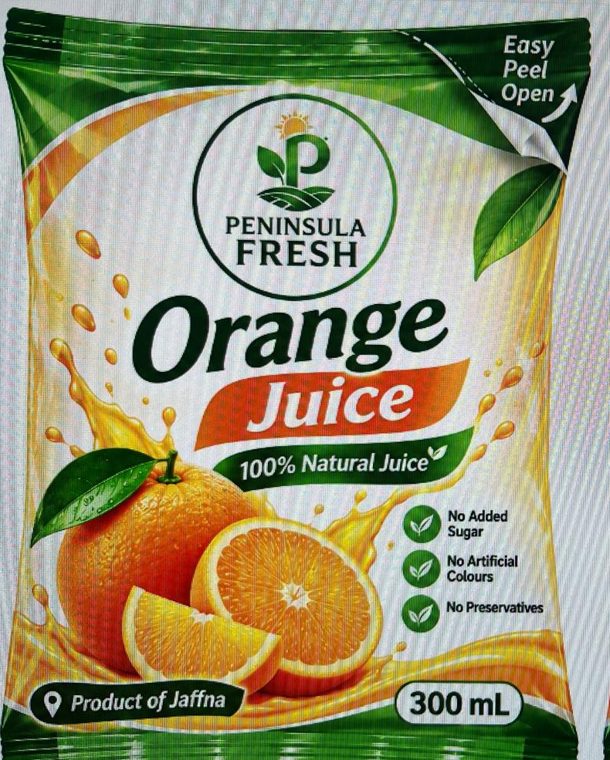 Easy
Peel
Open
PENINSULA
FRESH
Orange
Juice
100% Natural Juice
No Added
Sugar
No Artificial
Colours
No Preservatives
Product of Jaffna
300 mL